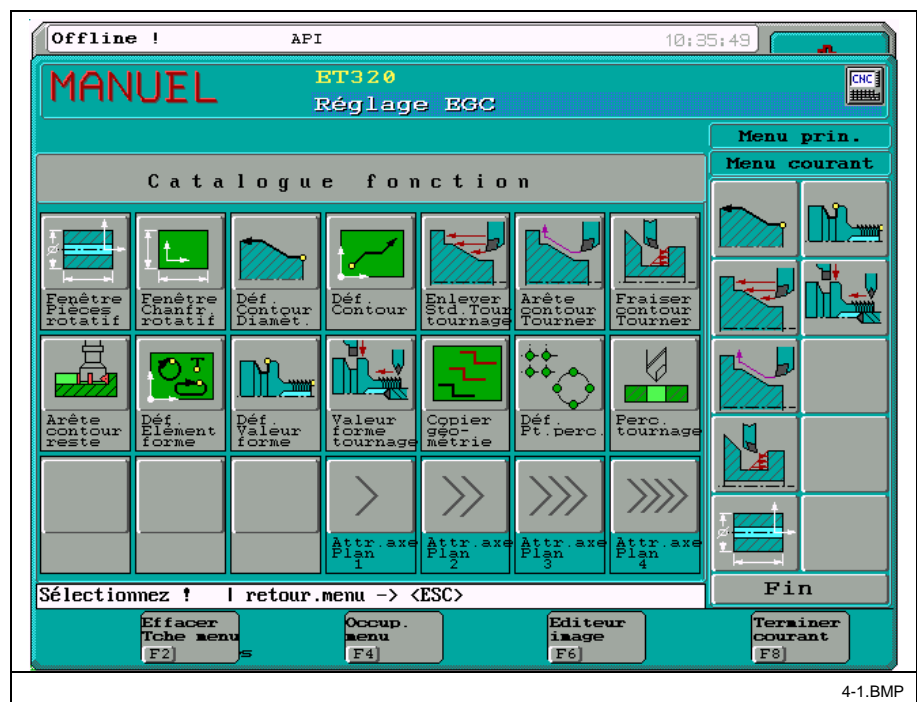 Offline ! API 10:35:49
MANUEL ET320 CNC
Réglage EGC
Menu prin.
Menu courant
Catalogue fonction
Fenêtre Pièces rotatif
Fenêtre Chanfr. rotatif
Déf. Contour Diamèt.
Déf. Contour
Enlever Std.Tour tournage
Arête contour Tourner
Fraiser contour Tourner
Arête contour reste
T
Déf. Elément forme
Déf. Valeur forme
Valeur forme tournage
Copier géo- métrie
Déf. Pt.perc.
Perc. tournage
Attr.axe Plan 1
Attr.axe Plan 2
Attr.axe Plan 3
Attr.axe Plan 4
Fin
Sélectionnez ! | retour.menu -> <ESC>
Effacer Tche menu F2
Occup. menu F4
Editeur image F6
Terminer courant F8
4-1.BMP